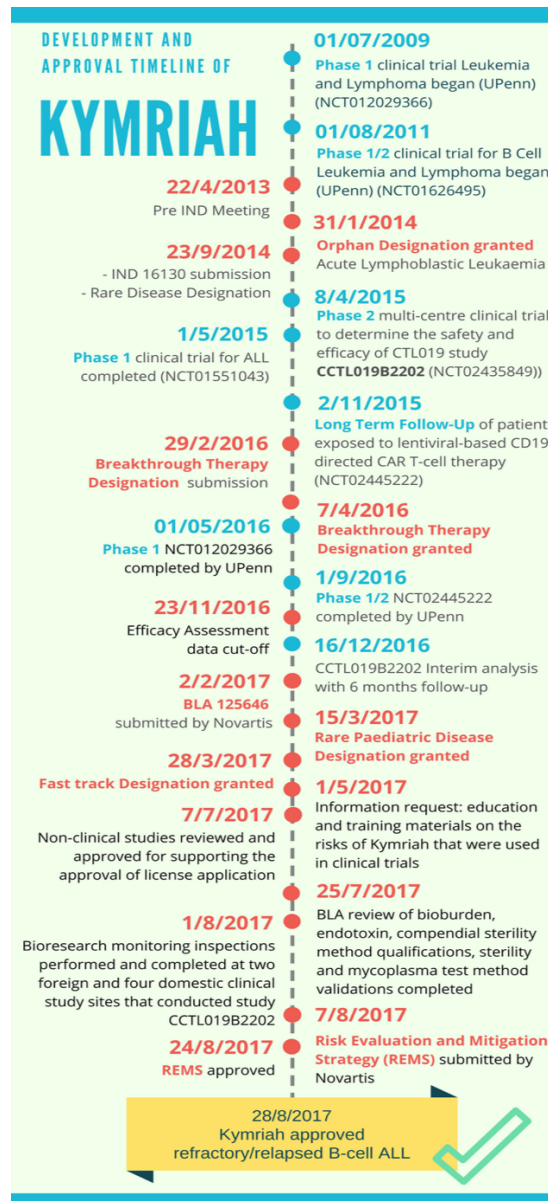 DEVELOPMENT AND
APPROVAL TIMELINE OF
KYMRIAH
01/07/2009
Phase 1 clinical trial Leukemia
and Lymphoma began (UPenn)
(NCT012029366)
01/08/2011
Phase 1/2 clinical trial for B Cell
Leukemia and Lymphoma began
(UPenn) (NCT01626495)
22/4/2013
Pre IND Meeting
31/1/2014
Orphan Designation granted
Acute Lymphoblastic Leukaemia
23/9/2014
- IND 16130 submission
- Rare Disease Designation
8/4/2015
Phase 2 multi-centre clinical trial
to determine the safety and
efficacy of CTL019 study
CCTL019B2202 (NCT02435849))
1/5/2015
Phase 1 clinical trial for ALL
completed (NCT01551043)
2/11/2015
Long Term Follow-Up of patient
exposed to lentiviral-based CD19
directed CAR T-cell therapy
(NCT02445222)
29/2/2016
Breakthrough Therapy
Designation submission
7/4/2016
Breakthrough Therapy
Designation granted
01/05/2016
Phase 1 NCT012029366
completed by UPenn
1/9/2016
Phase 1/2 NCT02445222
completed by UPenn
23/11/2016
Efficacy Assessment
data cut-off
16/12/2016
CCTL019B2202 Interim analysis
with 6 months follow-up
2/2/2017
BLA 125646
submitted by Novartis
15/3/2017
Rare Paediatric Disease
Designation granted
28/3/2017
Fast track Designation granted
1/5/2017
Information request: education
and training materials on the
risks of Kymriah that were used
in clinical trials
7/7/2017
Non-clinical studies reviewed and
approved for supporting the
approval of license application
25/7/2017
BLA review of bioburden,
endotoxin, compendial sterility
method qualifications, sterility
and mycoplasma test method
validations completed
1/8/2017
Bioresearch monitoring inspections
performed and completed at two
foreign and four domestic clinical
study sites that conducted study
CCTL019B2202
7/8/2017
Risk Evaluation and Mitigation
Strategy (REMS) submitted by
Novartis
24/8/2017
REMS approved
28/8/2017
Kymriah approved
refractory/relapsed B-cell ALL